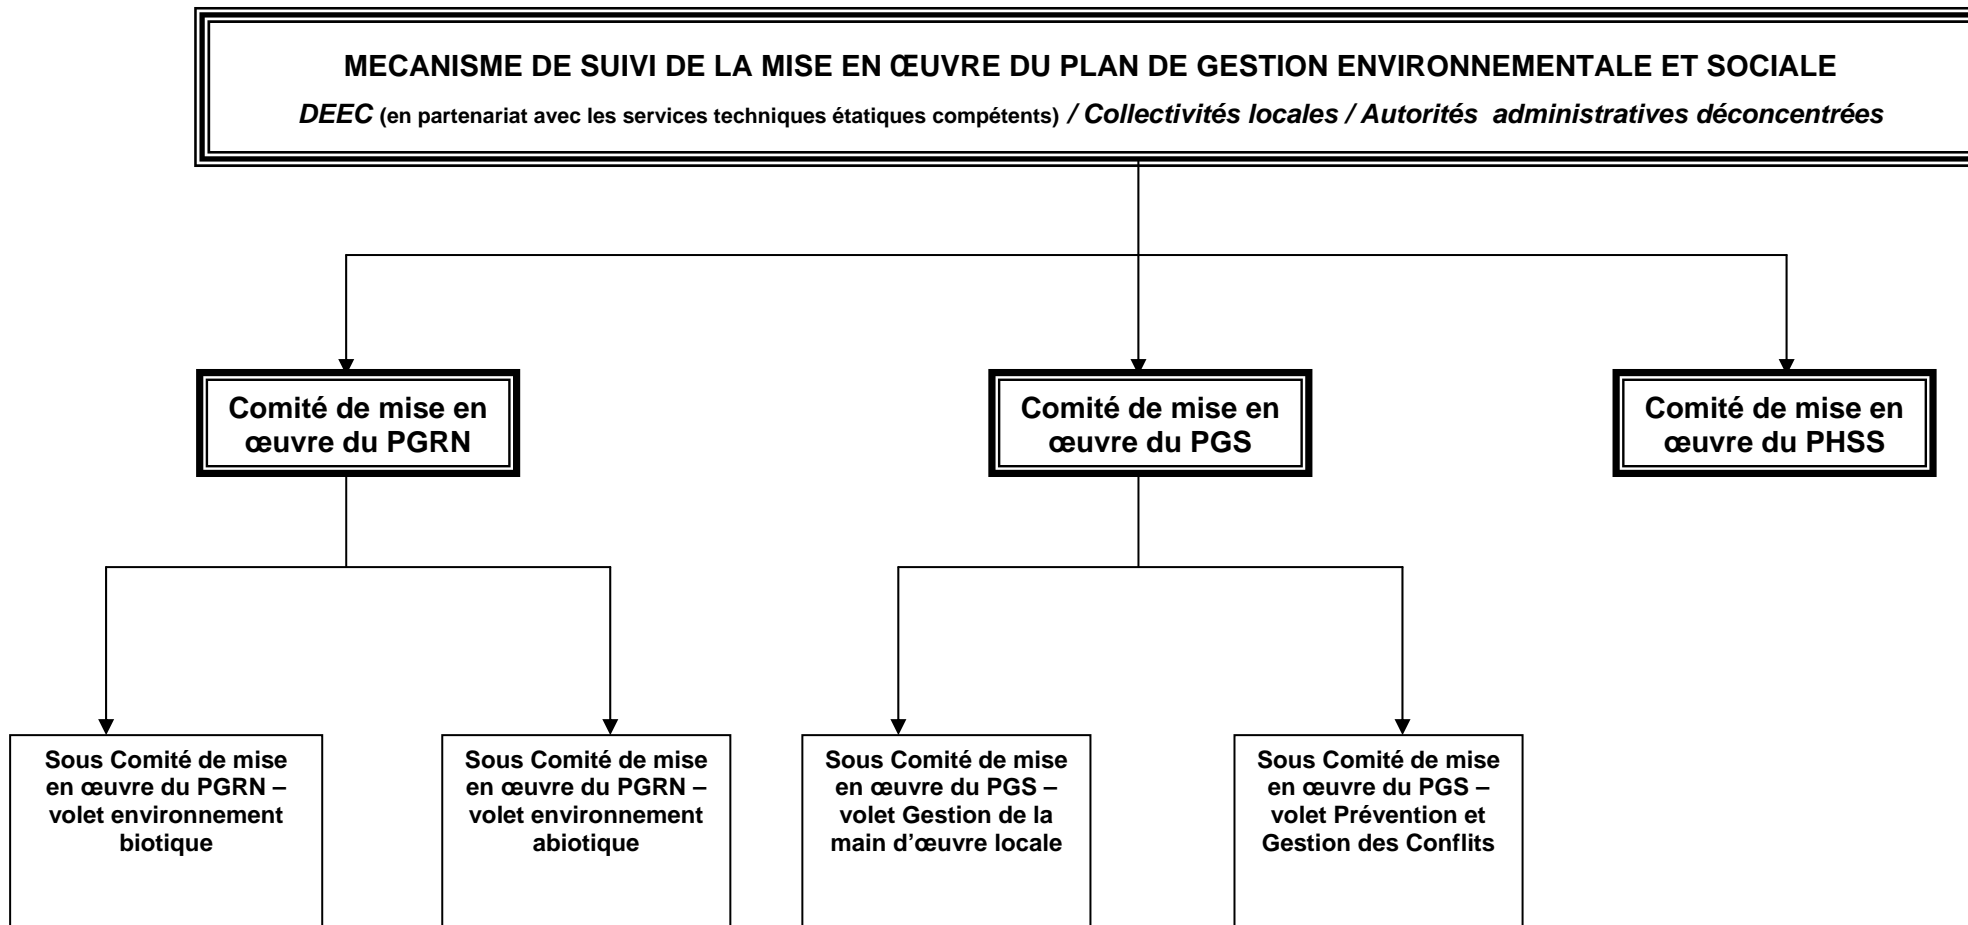 MECANISME DE SUIVI DE LA MISE EN ŒUVRE DU PLAN DE GESTION ENVIRONNEMENTALE ET SOCIALE
DEEC (en partenariat avec les services techniques étatiques compétents) / Collectivités locales / Autorités administratives déconcentrées
Comité de mise en
œuvre du PGRN
Comité de mise en
œuvre du PGS
Comité de mise en
œuvre du PHSS
Sous Comité de mise
en œuvre du PGRN –
volet environnement
biotique
Sous Comité de mise
en œuvre du PGRN –
volet environnement
abiotique
Sous Comité de mise
en œuvre du PGS –
volet Gestion de la
main d’œuvre locale
Sous Comité de mise
en œuvre du PGS –
volet Prévention et
Gestion des Conflits